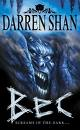 DARREN SHAN
BEC
SCREAMS IN THE DARK...